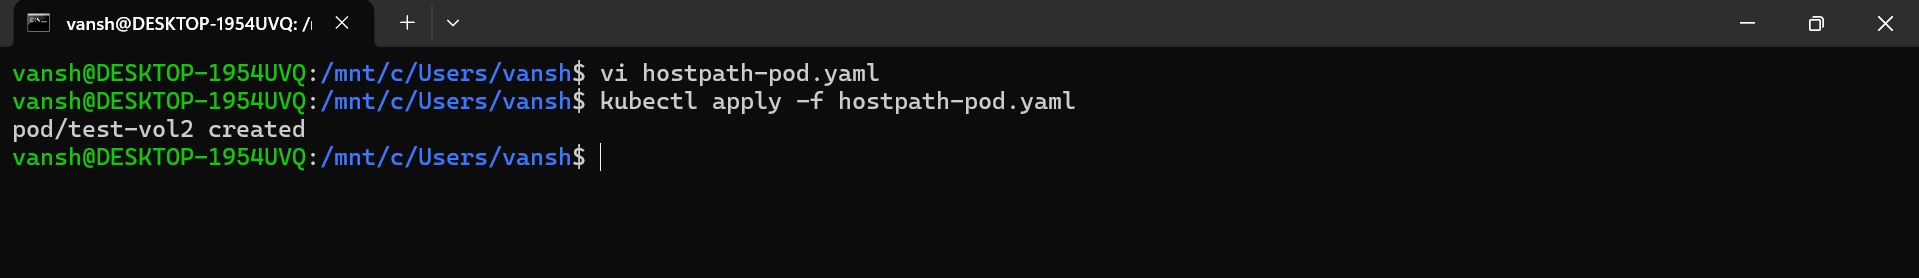 vansh@DESKTOP-1954UVQ: /
vansh@DESKTOP-1954UVQ:/mnt/c/Users/vansh$ vi hostpath-pod.yaml
vansh@DESKTOP-1954UVQ:/mnt/c/Users/vansh$ kubectl apply -f hostpath-pod.yaml
pod/test-vol2 created
vansh@DESKTOP-1954UVQ:/mnt/c/Users/vansh$